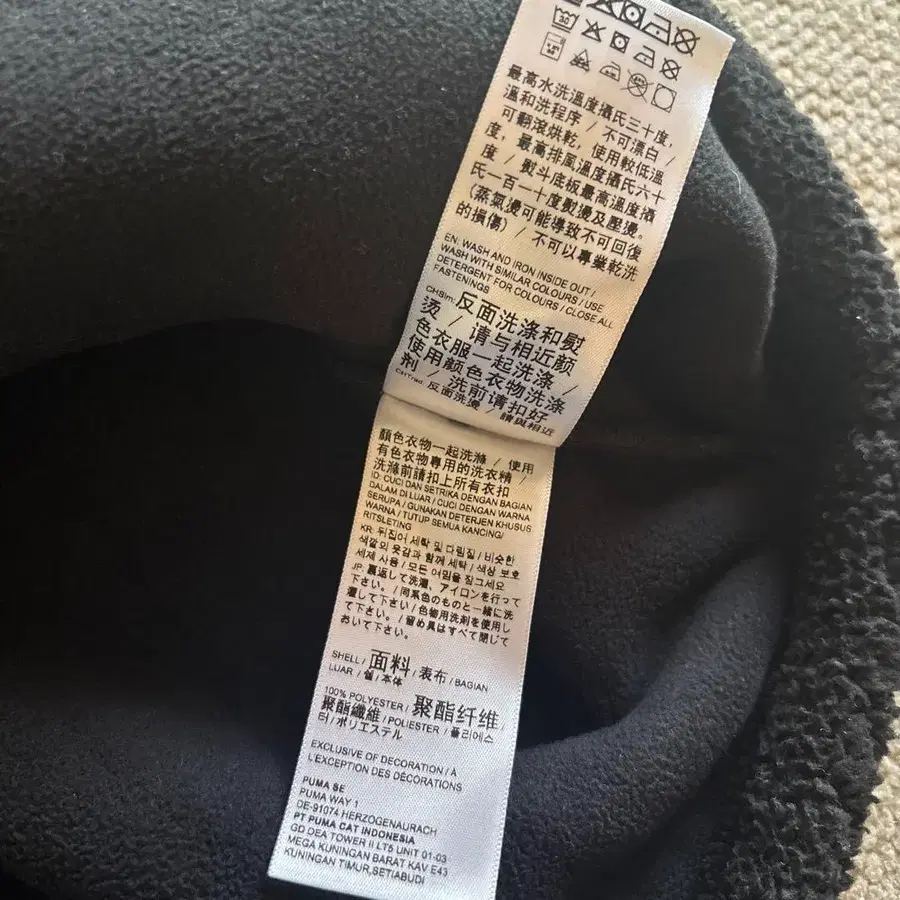 30
最高水洗溫度攝氏三十度,
溫和洗程序 / 不可漂白 /
可翻滾烘乾, 使用較低溫
度, 最高排風溫度攝氏六十
度 / 熨斗底板最高溫度攝
氏一百一十度熨燙及壓燙。
(蒸氣燙可能導致不可回復
的損傷) / 不可以專業乾洗
EN: WASH AND IRON INSIDE OUT /
WASH WITH SIMILAR COLOURS / USE
DETERGENT FOR COLOURS / CLOSE ALL
FASTENINGS
CHSim: 反面洗涤和熨
烫 / 请与相近颜
色衣服一起洗涤 /
使用颜色衣物洗涤
剂 / 洗前请扣好
CHTrad: 反面洗燙 / 請與相近
顏色衣物一起洗滌 / 使用
有色衣物專用的洗衣精 /
洗滌前請扣上所有衣扣
ID: CUCI DAN SETRIKA DENGAN BAGIAN
DALAM DI LUAR / CUCI DENGAN WARNA
SERUPA / GUNAKAN DETERJEN KHUSUS
WARNA / TUTUP SEMUA KANCING/
RITSLETING
KR: 뒤집어 세탁 및 다림질 / 비슷한
색깔의 옷감과 함께 세탁 / 색상 보호
세제 사용 / 모든 여밈을 잠그세요
JP: 裏返して洗濯、アイロンを行って
下さい。/ 同系色のものと一緒に洗
濯して下さい / 色物用洗剤を使用し
て下さい。/ 留め具はすべて閉じて
おいて下さい。
SHELL / 面料 / 表布 / BAGIAN
LUAR / 쉘 / 本体
100% POLYESTER / 聚酯纤维
聚酯纖維 / POLIESTER / 폴리에스
터 / ポリエステル
EXCLUSIVE OF DECORATION / À
L'EXCEPTION DES DÉCORATIONS
PUMA SE
PUMA WAY 1
DE-91074 HERZOGENAURACH
PT PUMA CAT INDONESIA
GD DEA TOWER II LT5 UNIT 01-03
MEGA KUNINGAN BARAT KAV E43
KUNINGAN TIMUR,SETIABUDI